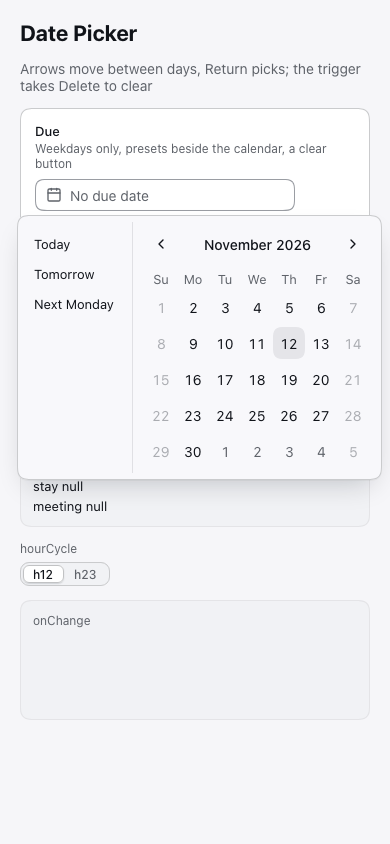 Date Picker
Arrows move between days, Return picks; the trigger
takes Delete to clear
Due
Weekdays only, presets beside the calendar, a clear
button
No due date
Today
Tomorrow
Next Monday
November 2026
Su Mo Tu We Th Fr Sa
1 2 3 4 5 6 7
8 9 10 11 12 13 14
15 16 17 18 19 20 21
22 23 24 25 26 27 28
29 30 1 2 3 4 5
stay null
meeting null
hourCycle
h12 h23
onChange